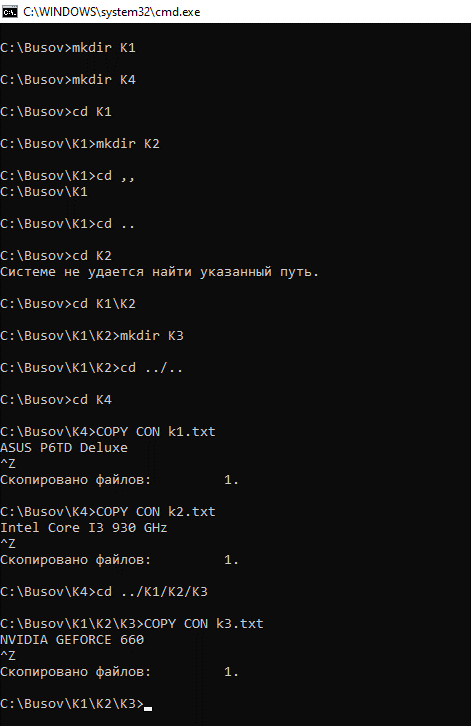 C:\WINDOWS\system32\cmd.exe
C:\Busov>mkdir K1
C:\Busov>mkdir K4
C:\Busov>cd K1
C:\Busov\K1>mkdir K2
C:\Busov\K1>cd ,,
C:\Busov\K1
C:\Busov\K1>cd ..
C:\Busov>cd K2
Системе не удается найти указанный путь.
C:\Busov>cd K1\K2
C:\Busov\K1\K2>mkdir K3
C:\Busov\K1\K2>cd ../..
C:\Busov>cd K4
C:\Busov\K4>COPY CON k1.txt
ASUS P6TD Deluxe
^Z
Скопировано файлов:         1.
C:\Busov\K4>COPY CON k2.txt
Intel Core I3 930 GHz
^Z
Скопировано файлов:         1.
C:\Busov\K4>cd ../K1/K2/K3
C:\Busov\K1\K2\K3>COPY CON k3.txt
NVIDIA GEFORCE 660
^Z
Скопировано файлов:         1.
C:\Busov\K1\K2\K3>